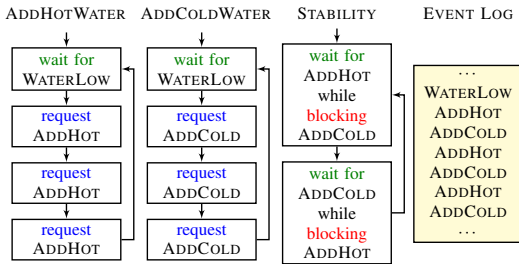 ADDHOTWATER
wait for
WATERLOW
request
ADDHOT
request
ADDHOT
request
ADDHOT
ADDCOLDWATER
wait for
WATERLOW
request
ADDCOLD
request
ADDCOLD
request
ADDCOLD
STABILITY
wait for
ADDHOT
while
blocking
ADDCOLD
wait for
ADDCOLD
while
blocking
ADDHOT
EVENT LOG
...
WATERLOW
ADDHOT
ADDCOLD
ADDHOT
ADDCOLD
ADDHOT
ADDCOLD
...